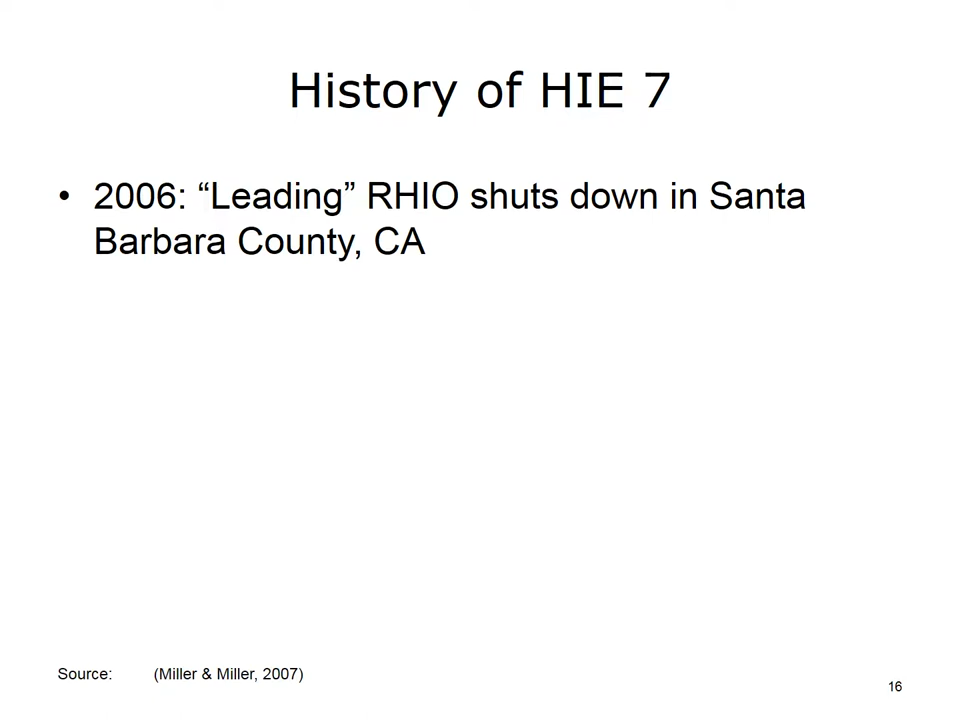 History of HIE 7
• 2006: “Leading” RHIO shuts down in Santa
Barbara County, CA
Source: (Miller & Miller, 2007)
16